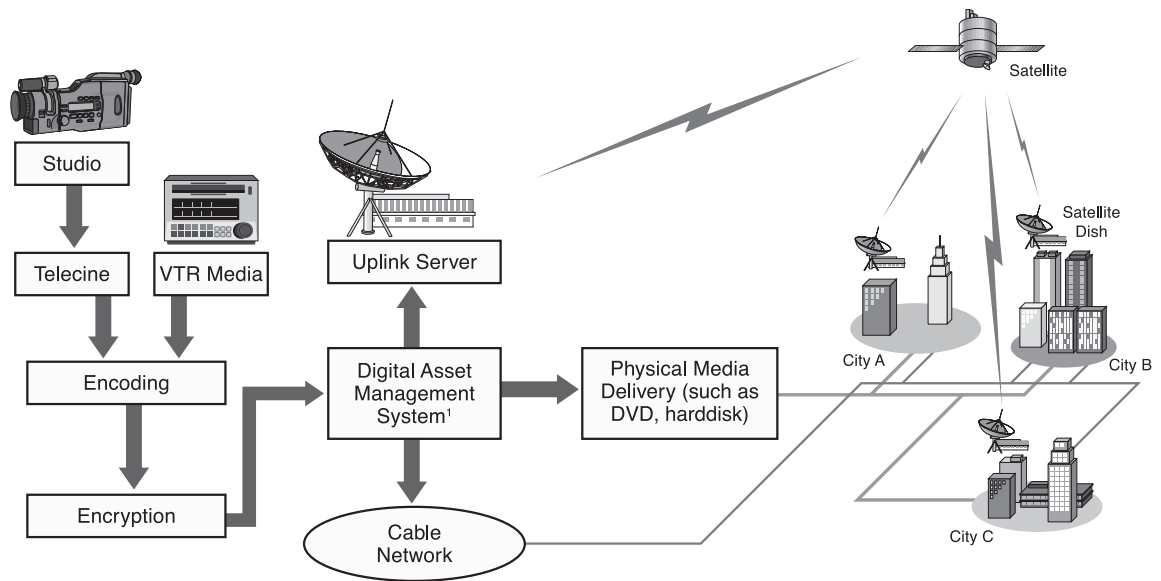 Satellite
Studio
Telecine
VTR Media
Uplink Server
Satellite
Dish
City A
City B
Encoding
Digital Asset
Management
System¹
Physical Media
Delivery (such as
DVD, harddisk)
Encryption
Cable
Network
City C